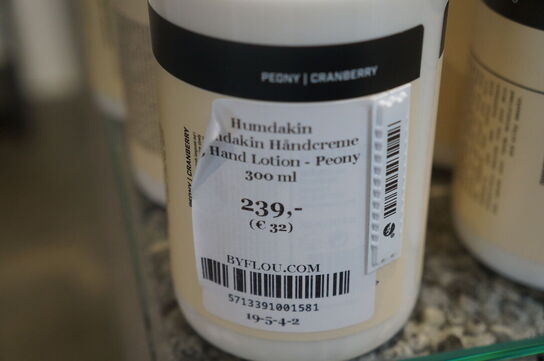 PEONY | CRANBERRY
PEONY | CRANBERRY
Humdakin
dakin Håndcreme
, Hand Lotion - Peony
300 ml
239,-
(€ 32)
BYFLOU.COM
5713391001581
19-5-4-2